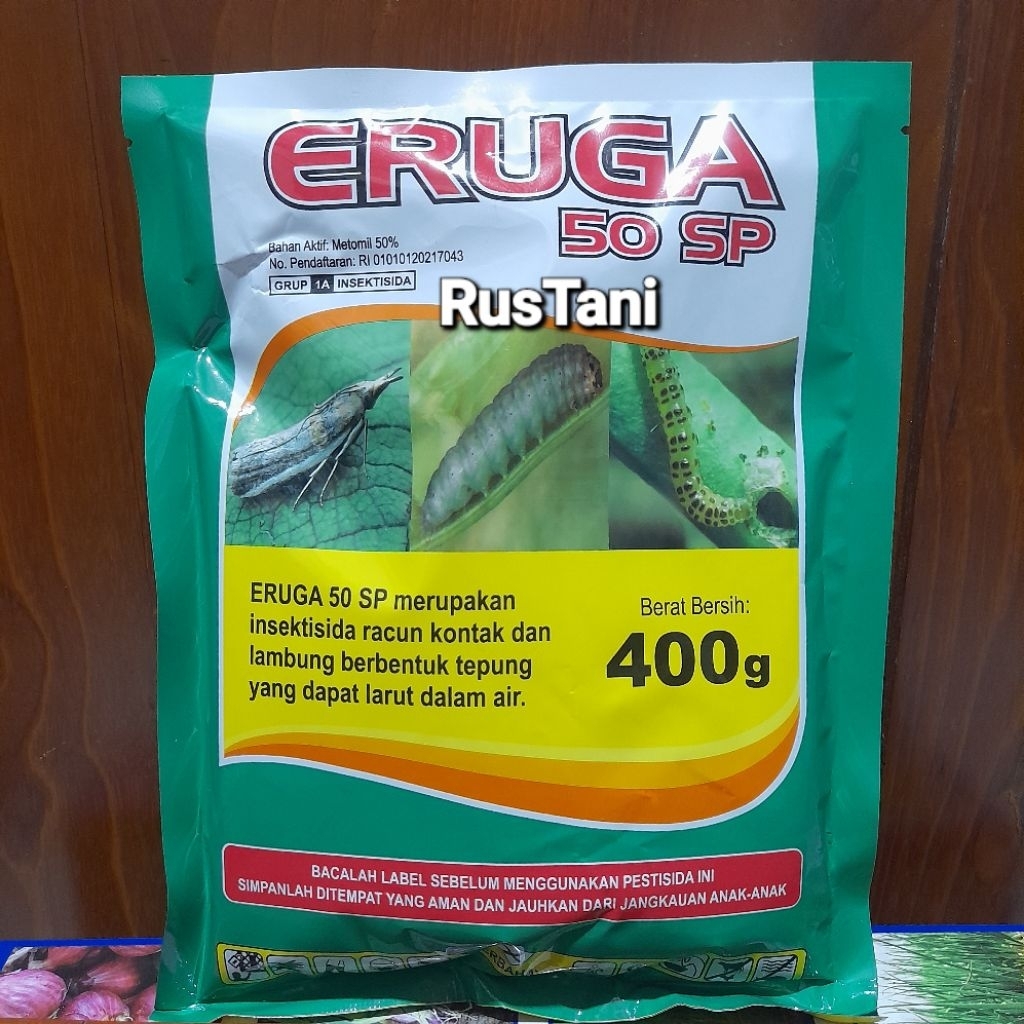 ERUGA
50 SP
Bahan Aktif: Metomil 50%
No. Pendaftaran: RI 01010120217043
GRUP 1A INSEKTISIDA
RusTani
ERUGA 50 SP merupakan
insektisida racun kontak dan
lambung berbentuk tepung
yang dapat larut dalam air.
Berat Bersih:
400g
BACALAH LABEL SEBELUM MENGGUNAKAN PESTISIDA INI
SIMPANLAH DITEMPAT YANG AMAN DAN JAUHKAN DARI JANGKAUAN ANAK-ANAK